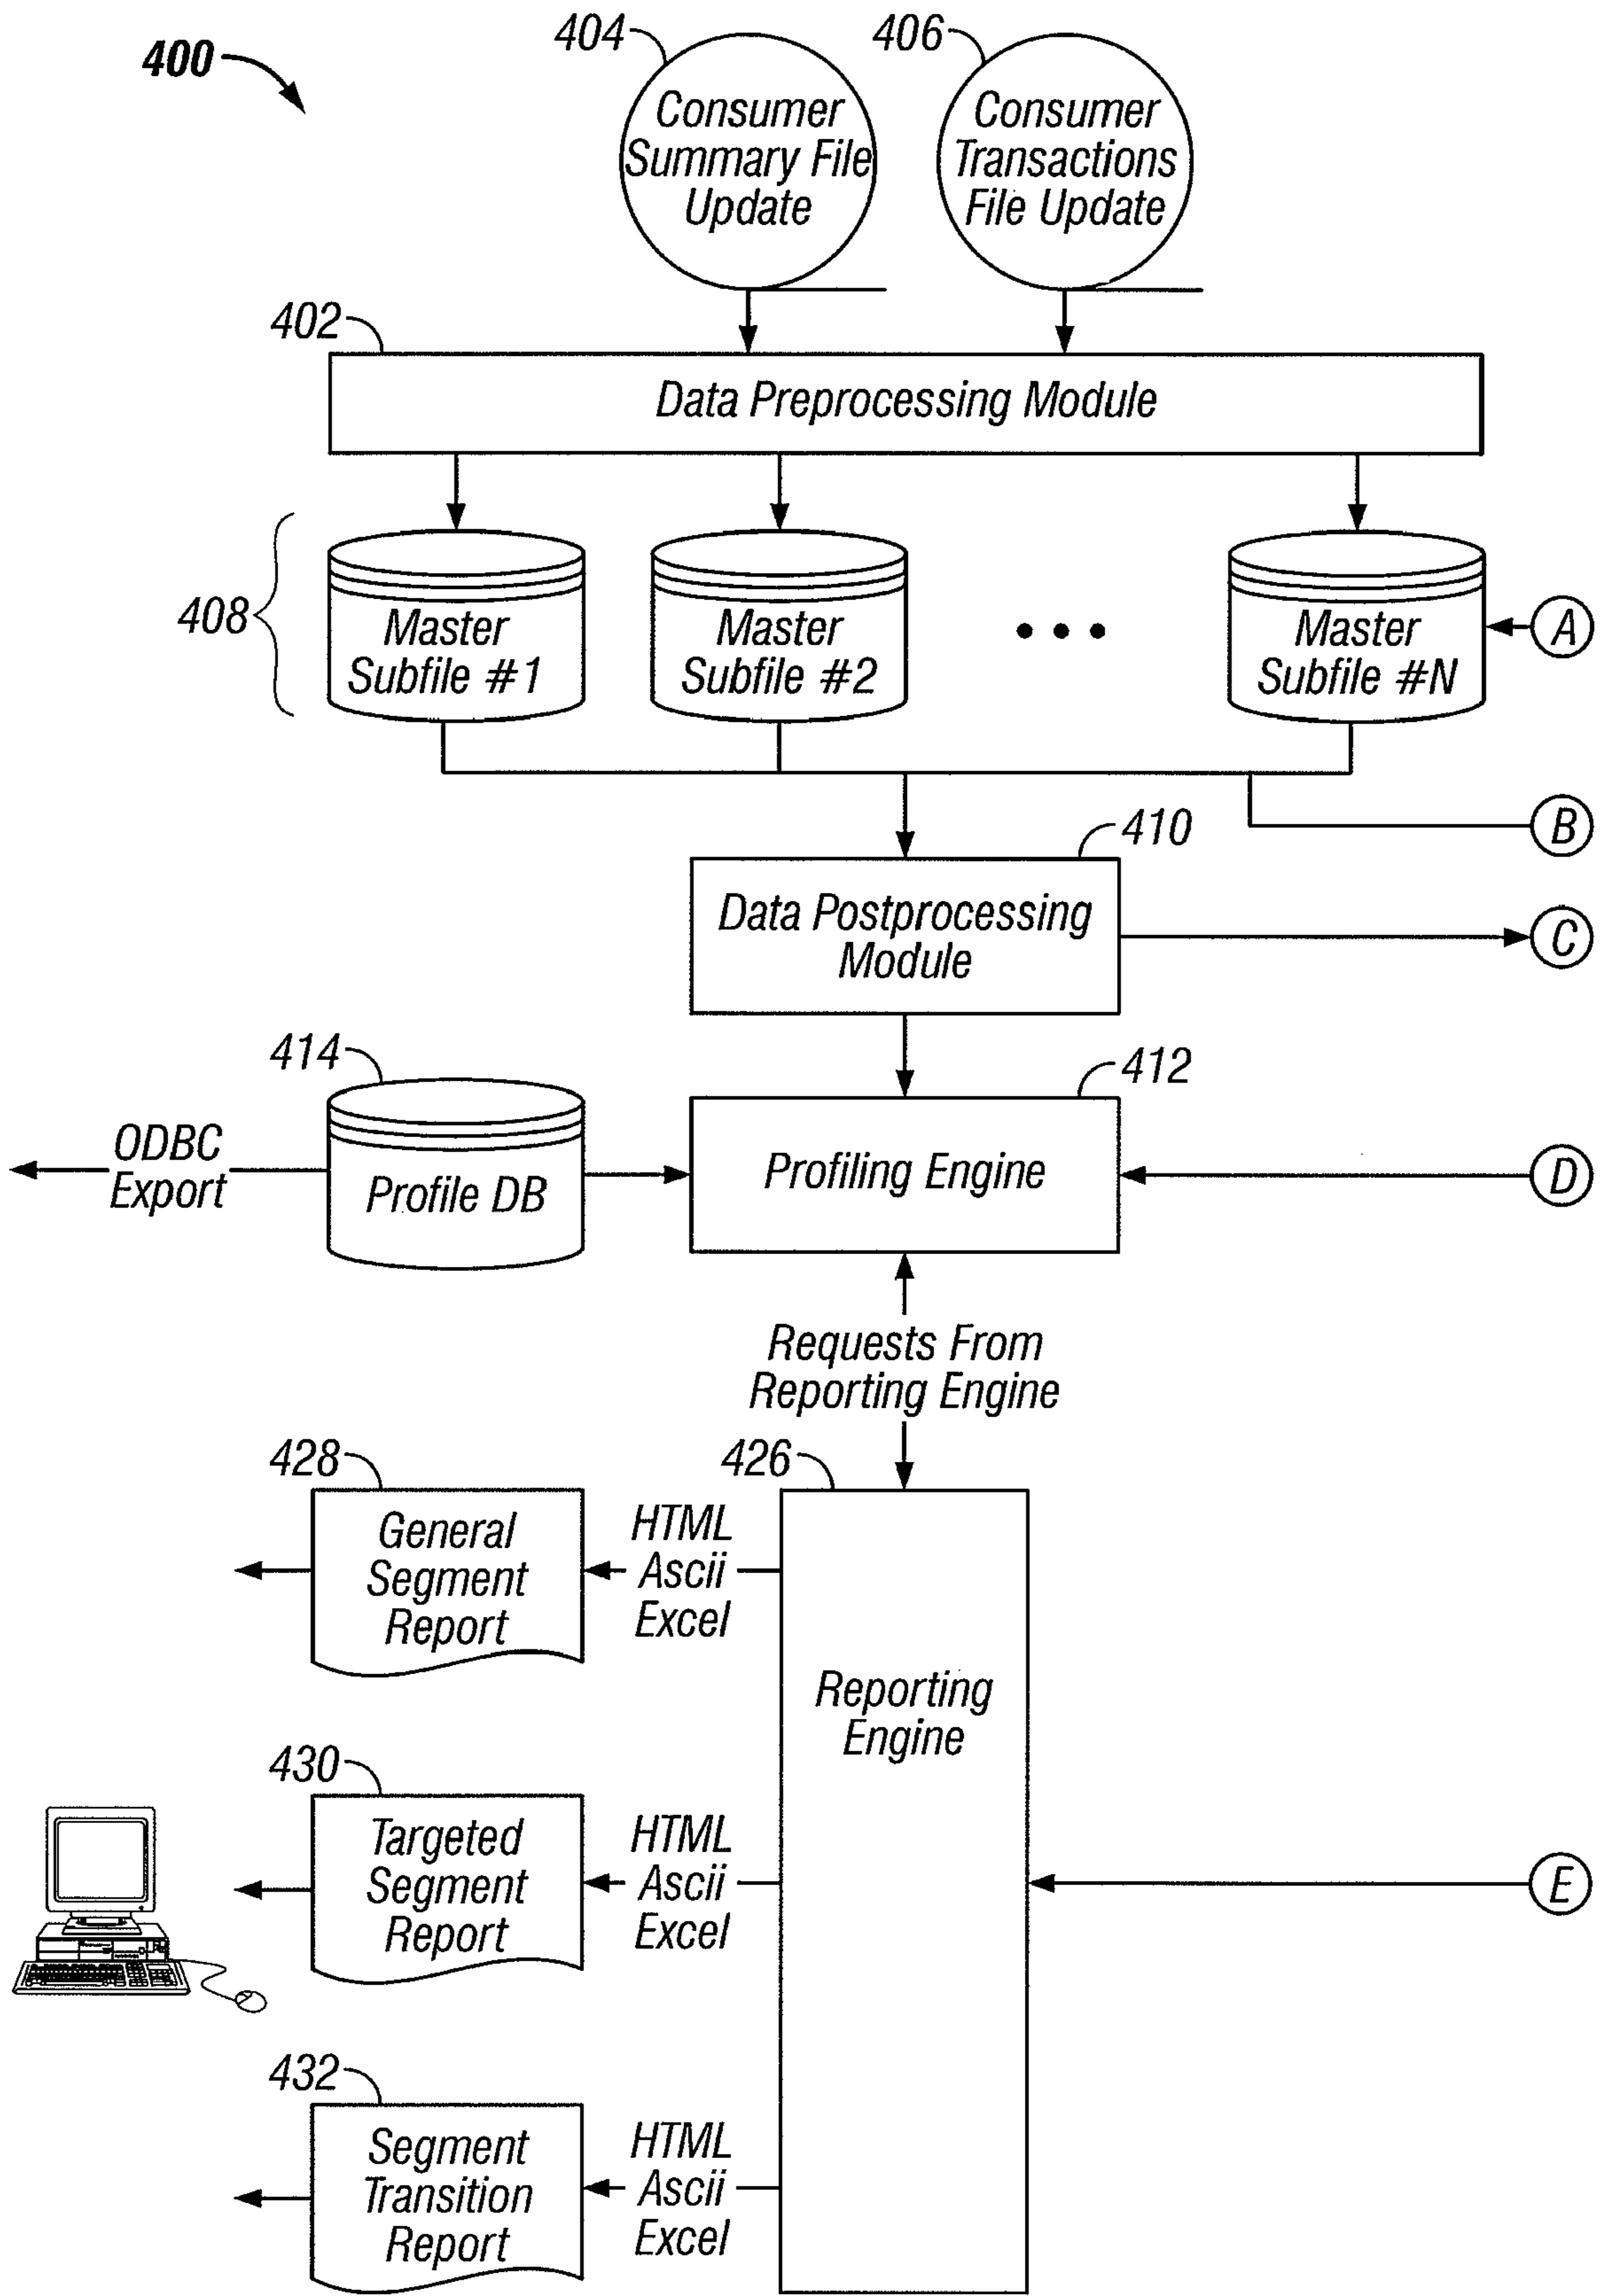 400
404
406
Consumer
Summary File
Update
Consumer
Transactions
File Update
402
Data Preprocessing Module
408
Master
Subfile #1
Master
Subfile #2
• • •
Master
Subfile #N
A
B
410
Data Postprocessing
Module
C
414
412
ODBC
Export
Profile DB
Profiling Engine
D
Requests From
Reporting Engine
428
426
General
Segment
Report
HTML
Ascii
Excel
Reporting
Engine
430
Targeted
Segment
Report
HTML
Ascii
Excel
E
432
Segment
Transition
Report
HTML
Ascii
Excel